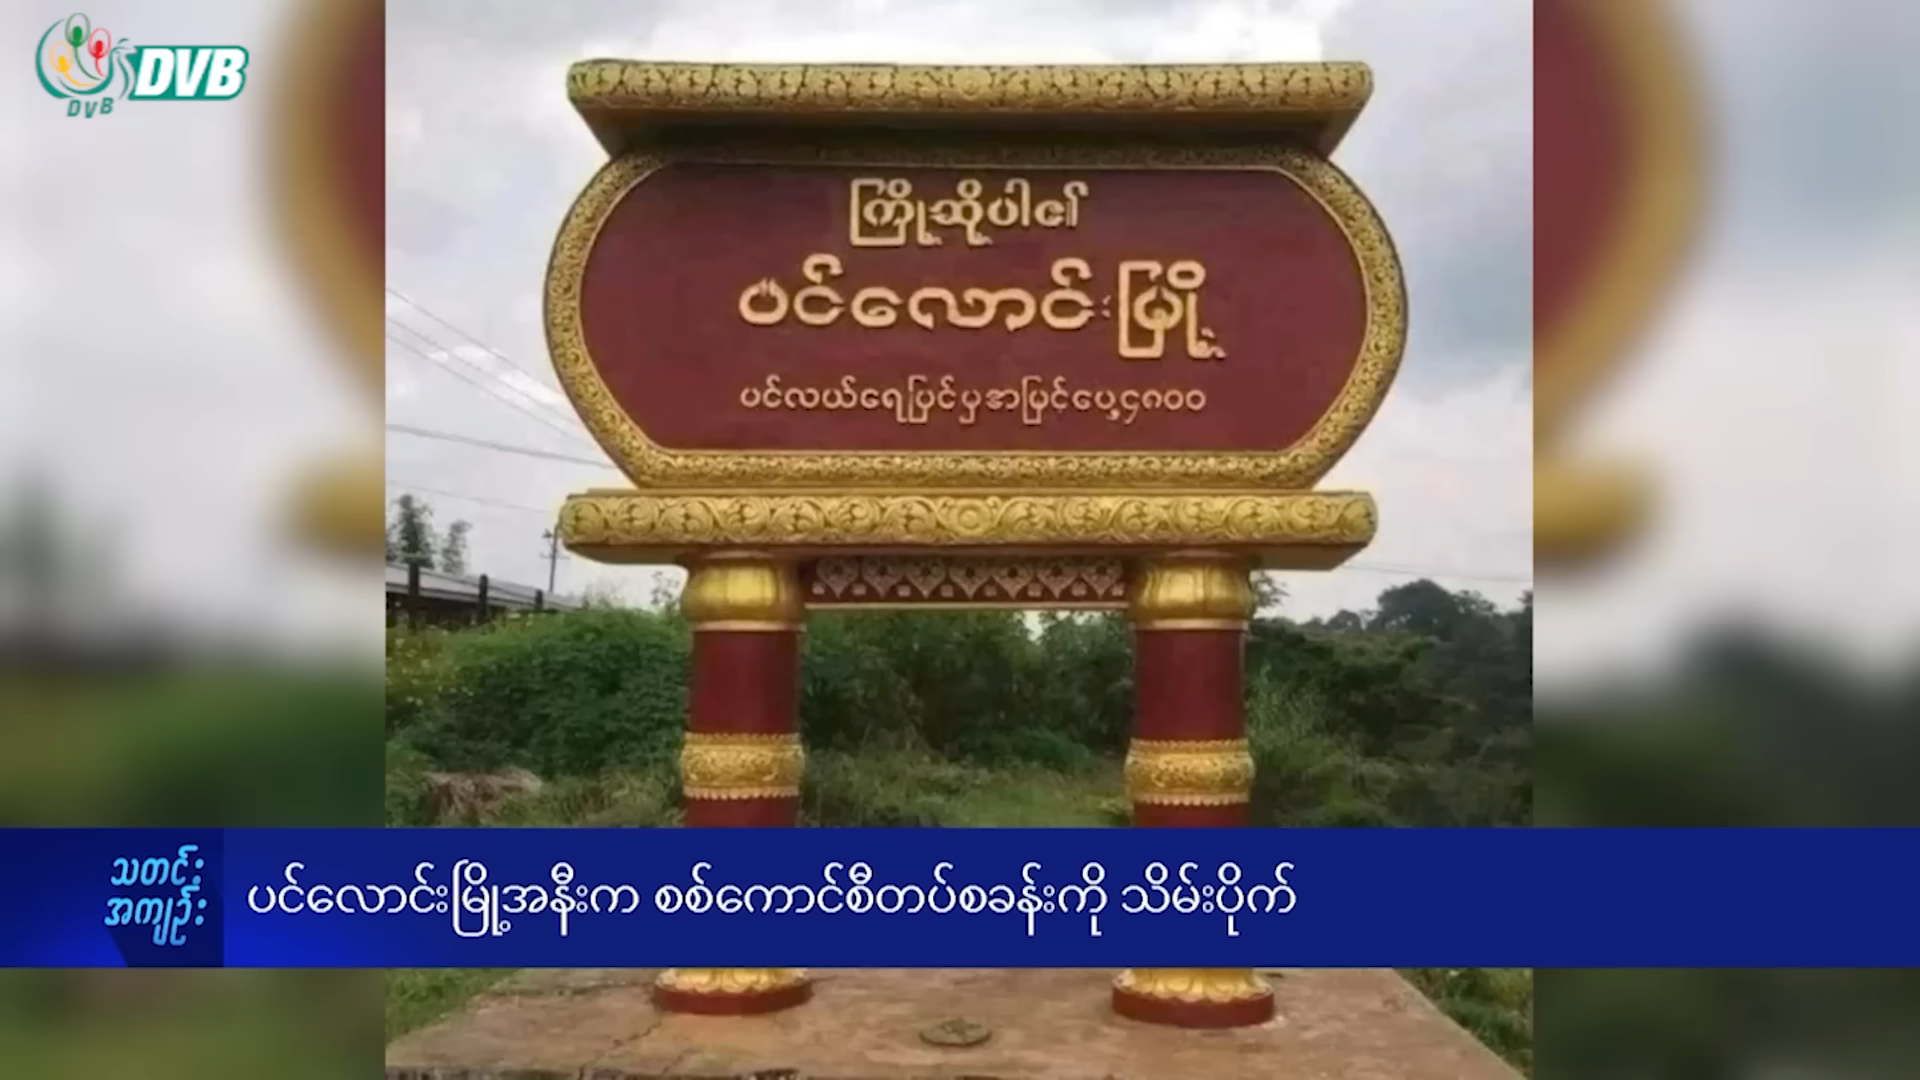 DVB
DVB
ကြိုဆိုပါ၏
ပင်လောင်းမြို့
ပင်လယ်ရေပြင်မှအမြင့်ပေ့၄၈၀၀
သတင်း
အကျဉ်း
ပင်လောင်းမြို့အနီးက စစ်ကောင်စီတပ်စခန်းကို သိမ်းပိုက်